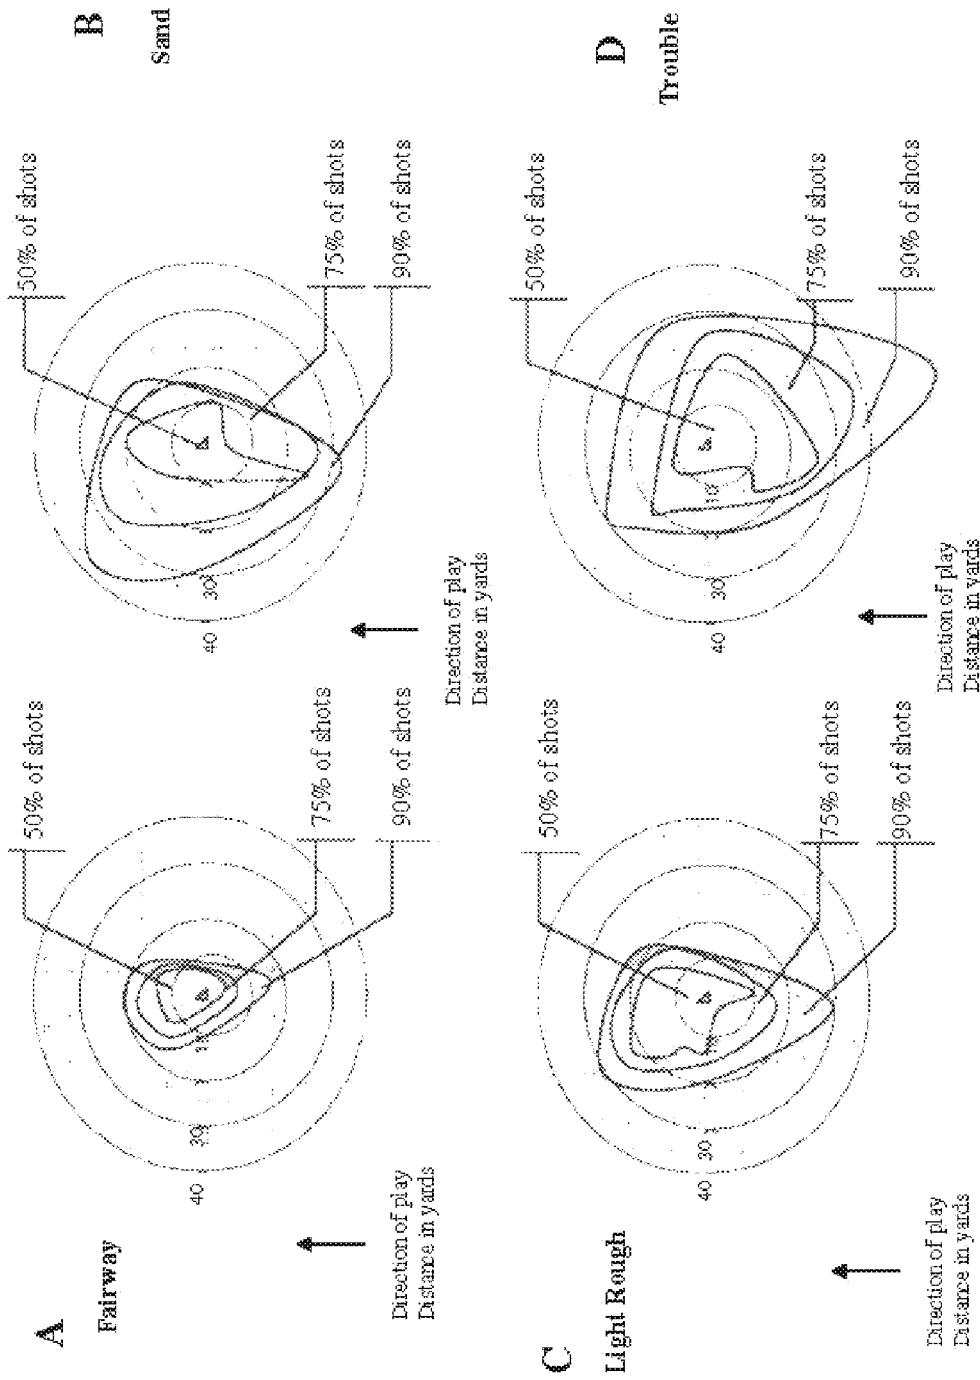 A
Fairway
50% of shots
75% of shots
90% of shots
30
40
Direction of play
Distance in yards
B
Sand
50% of shots
75% of shots
90% of shots
30
40
Direction of play
Distance in yards
C
Light Rough
50% of shots
75% of shots
90% of shots
30
40
Direction of play
Distance in yards
D
Trouble
50% of shots
75% of shots
90% of shots
10
30
40
Direction of play
Distance in yards